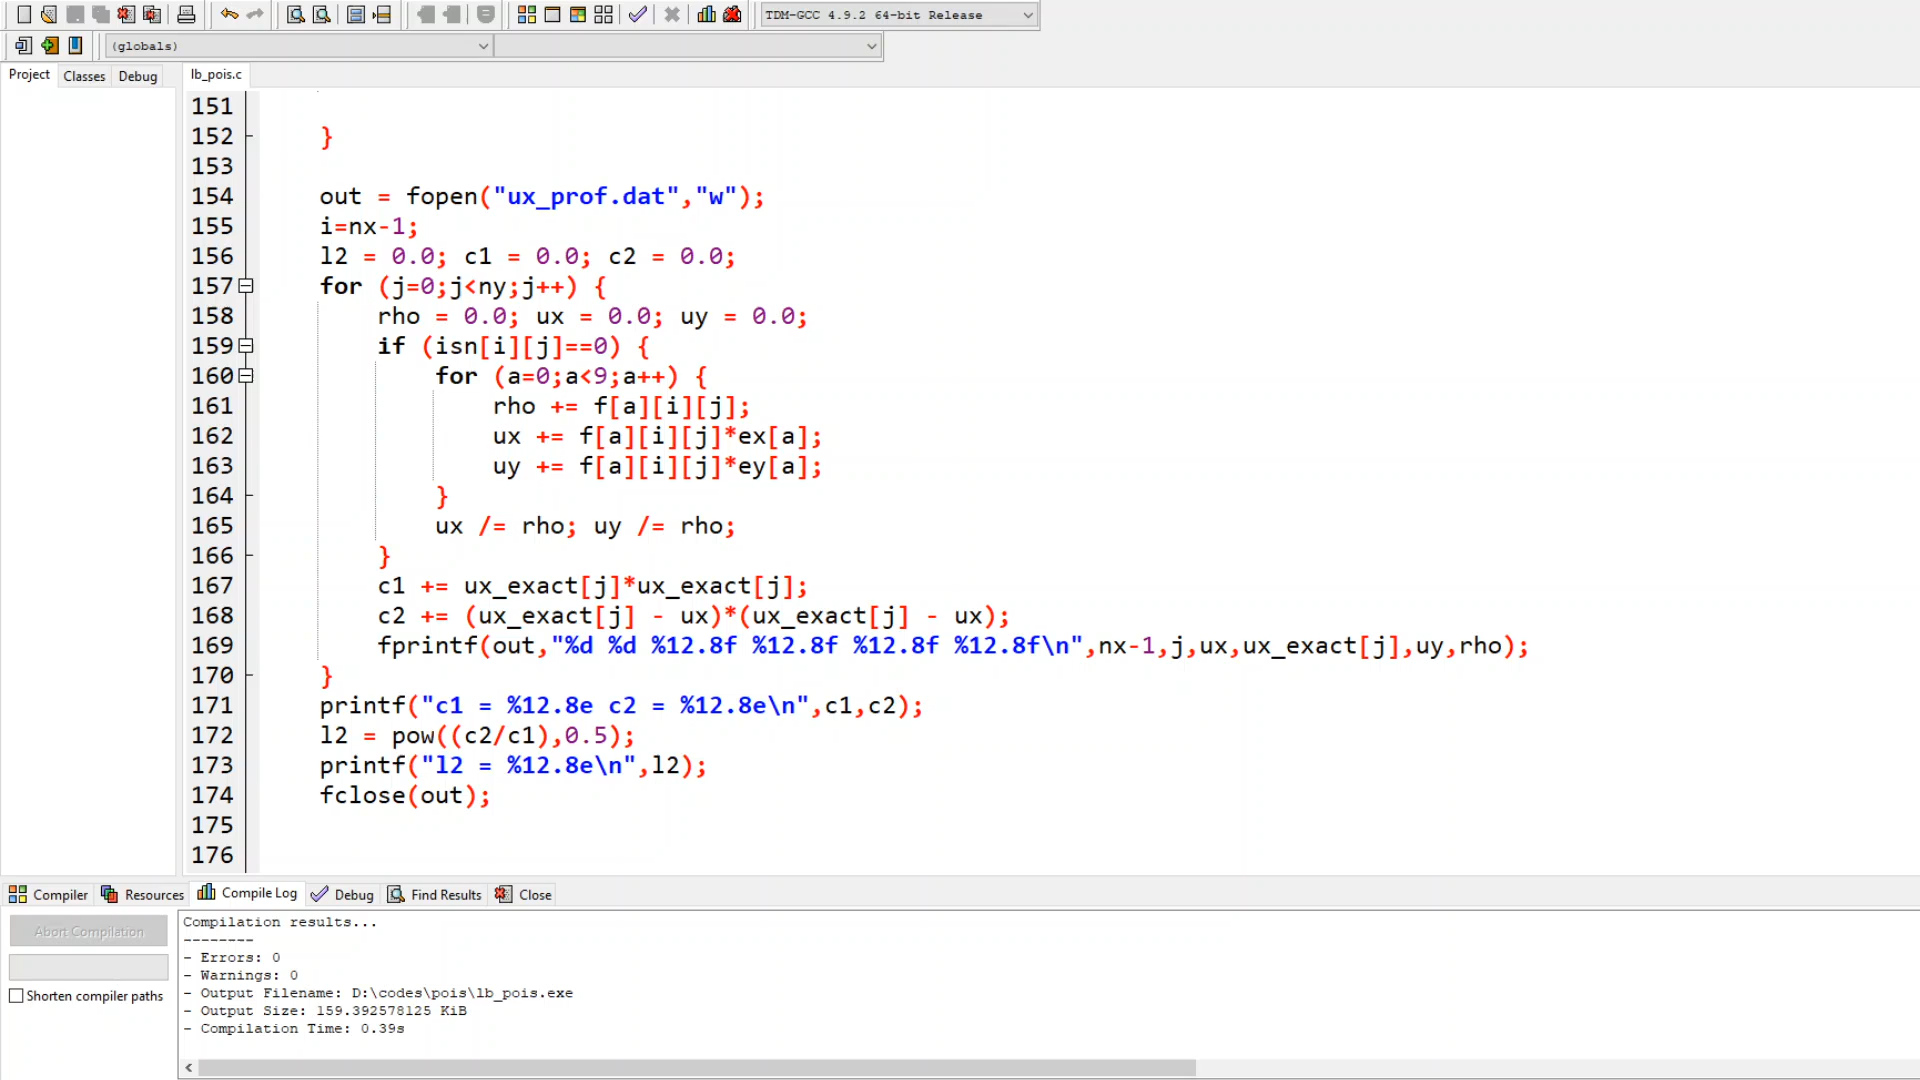 TDM-GCC 4.9.2 64-bit Release
(globals)
Project Classes Debug lb_pois.c
151
152 }
153
154 out = fopen("ux_prof.dat","w");
155 i=nx-1;
156 l2 = 0.0; c1 = 0.0; c2 = 0.0;
157 for (j=0;j<ny;j++) {
158 rho = 0.0; ux = 0.0; uy = 0.0;
159 if (isn[i][j]==0) {
160 for (a=0;a<9;a++) {
161 rho += f[a][i][j];
162 ux += f[a][i][j]*ex[a];
163 uy += f[a][i][j]*ey[a];
164 }
165 ux /= rho; uy /= rho;
166 }
167 c1 += ux_exact[j]*ux_exact[j];
168 c2 += (ux_exact[j] - ux)*(ux_exact[j] - ux);
169 fprintf(out,"%d %d %12.8f %12.8f %12.8f %12.8f\n",nx-1,j,ux,ux_exact[j],uy,rho);
170 }
171 printf("c1 = %12.8e c2 = %12.8e\n",c1,c2);
172 l2 = pow((c2/c1),0.5);
173 printf("l2 = %12.8e\n",l2);
174 fclose(out);
175
176
Compiler Resources Compile Log Debug Find Results Close
Abort Compilation
Shorten compiler paths
Compilation results...
--------
- Errors: 0
- Warnings: 0
- Output Filename: D:\codes\pois\lb_pois.exe
- Output Size: 159.392578125 KiB
- Compilation Time: 0.39s